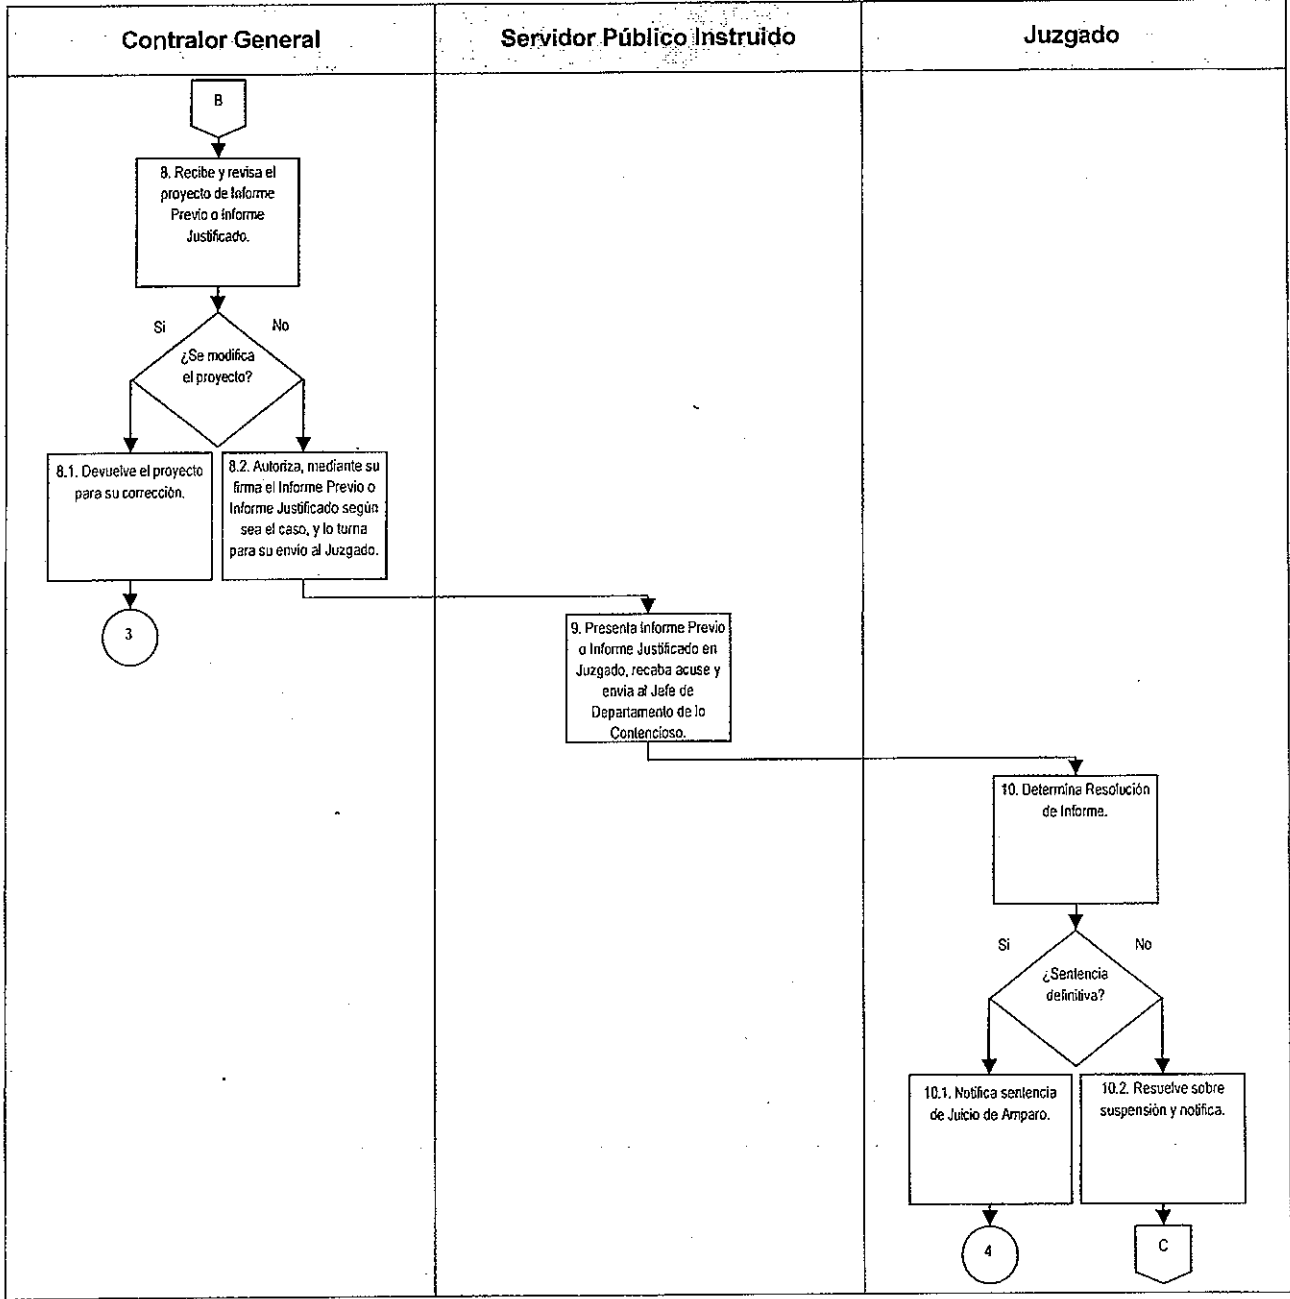 Contralor General
Servidor Público Instruido
Juzgado
B
8. Recibe y revisa el
proyecto de Informe
Previo o Informe
Justificado.
Si
No
¿Se modifica
el proyecto?
8.1. Devuelve el proyecto
para su corrección.
8.2. Autoriza, mediante su
firma el Informe Previo o
Informe Justificado según
sea el caso, y lo turna
para su envío al Juzgado.
3
9. Presenta Informe Previo
o Informe Justificado en
Juzgado, recaba acuse y
envia al Jefe de
Departamento de lo
Contencioso.
10. Determina Resolución
de Informe.
Si
No
¿Sentencia
definitiva?
10.1. Notifica sentencia
de Juicio de Amparo.
10.2. Resuelve sobre
suspensión y notifica.
4
C